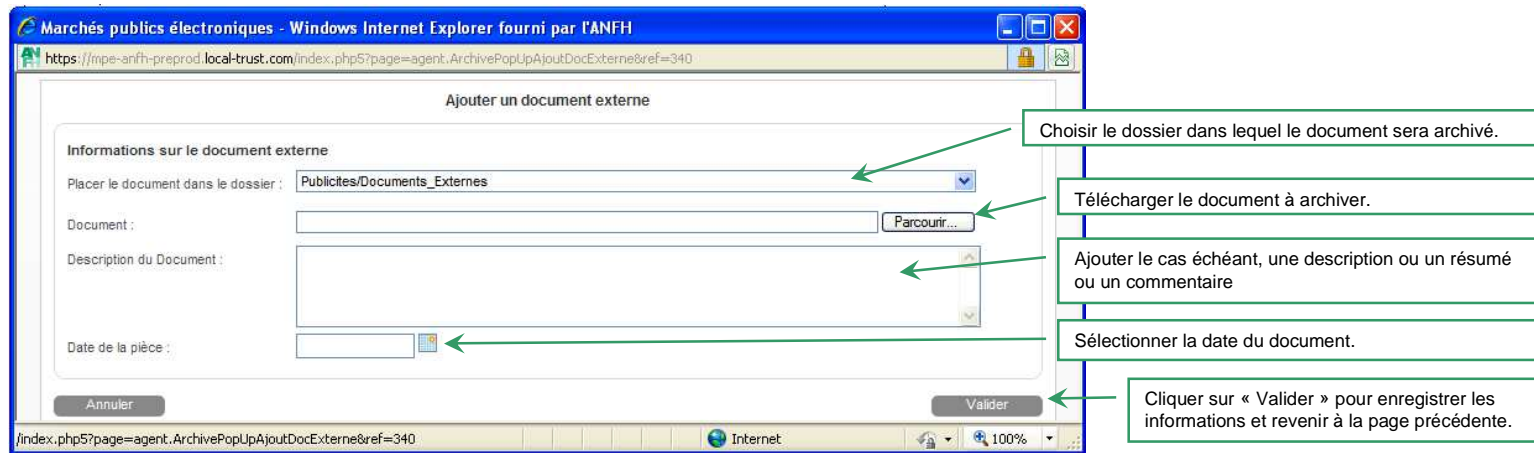 Marchés publics électroniques - Windows Internet Explorer fourni par l'ANFH
https://mpe-anfh-preprod.local-trust.com/index.php5?page=agent.ArchivePopUpAjoutDocExterne&ref=340
Ajouter un document externe
Choisir le dossier dans lequel le document sera archivé.
Informations sur le document externe
Placer le document dans le dossier : Publicites/Documents_Externes
Télécharger le document à archiver.
Document : Parcourir...
Description du Document :
Ajouter le cas échéant, une description ou un résumé
ou un commentaire
Date de la pièce :
Sélectionner la date du document.
Annuler Valider
Cliquer sur « Valider » pour enregistrer les
informations et revenir à la page précédente.
/index.php5?page=agent.ArchivePopUpAjoutDocExterne&ref=340 Internet 100%